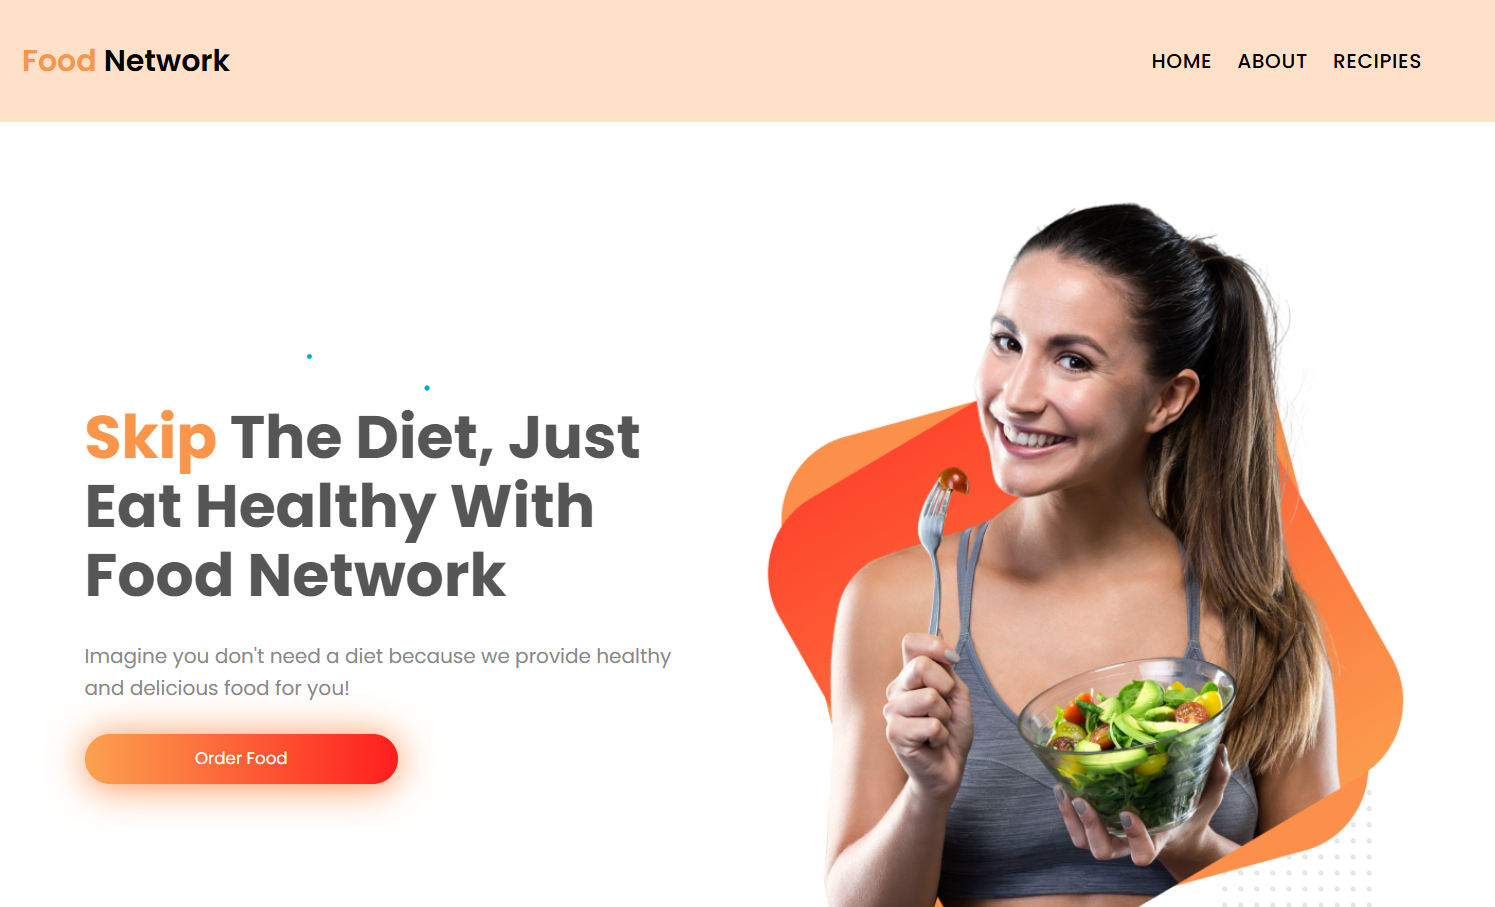 Food Network
HOME ABOUT RECIPIES
Skip The Diet, Just
Eat Healthy With
Food Network
Imagine you don't need a diet because we provide healthy
and delicious food for you!
Order Food